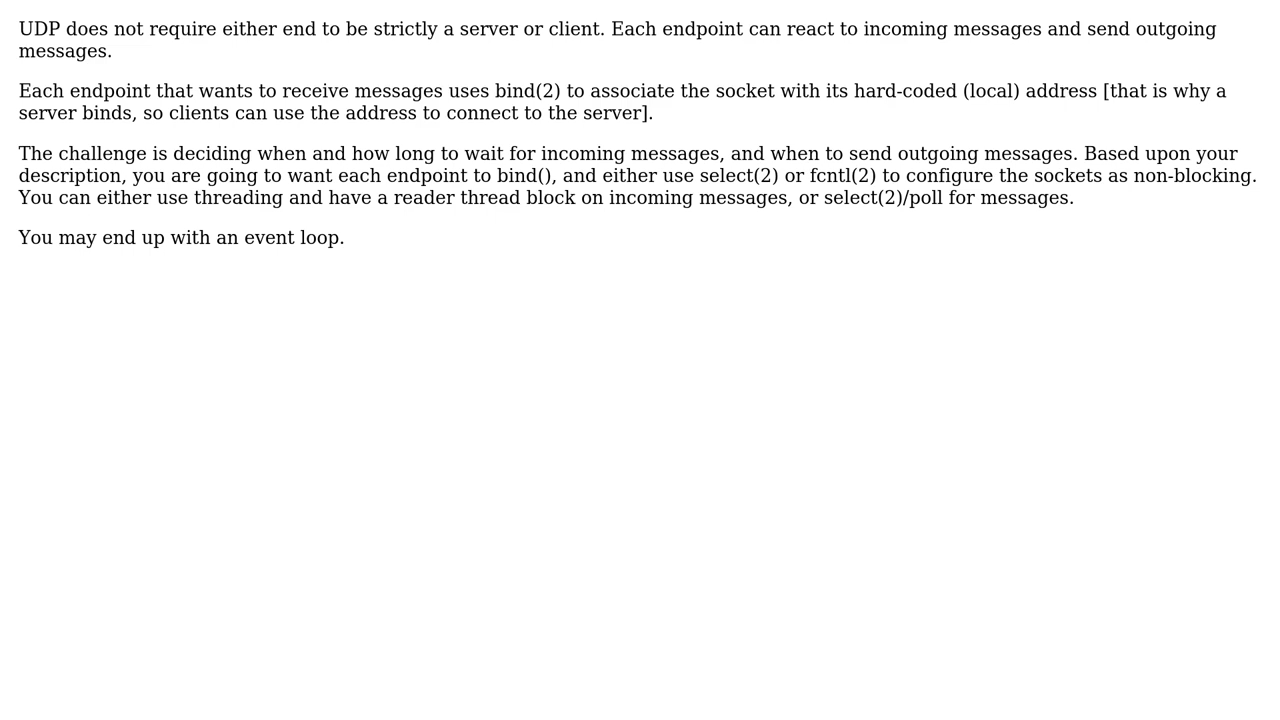 UDP does not require either end to be strictly a server or client. Each endpoint can react to incoming messages and send outgoing
messages.
Each endpoint that wants to receive messages uses bind(2) to associate the socket with its hard-coded (local) address [that is why a
server binds, so clients can use the address to connect to the server].
The challenge is deciding when and how long to wait for incoming messages, and when to send outgoing messages. Based upon your
description, you are going to want each endpoint to bind(), and either use select(2) or fcntl(2) to configure the sockets as non-blocking.
You can either use threading and have a reader thread block on incoming messages, or select(2)/poll for messages.
You may end up with an event loop.